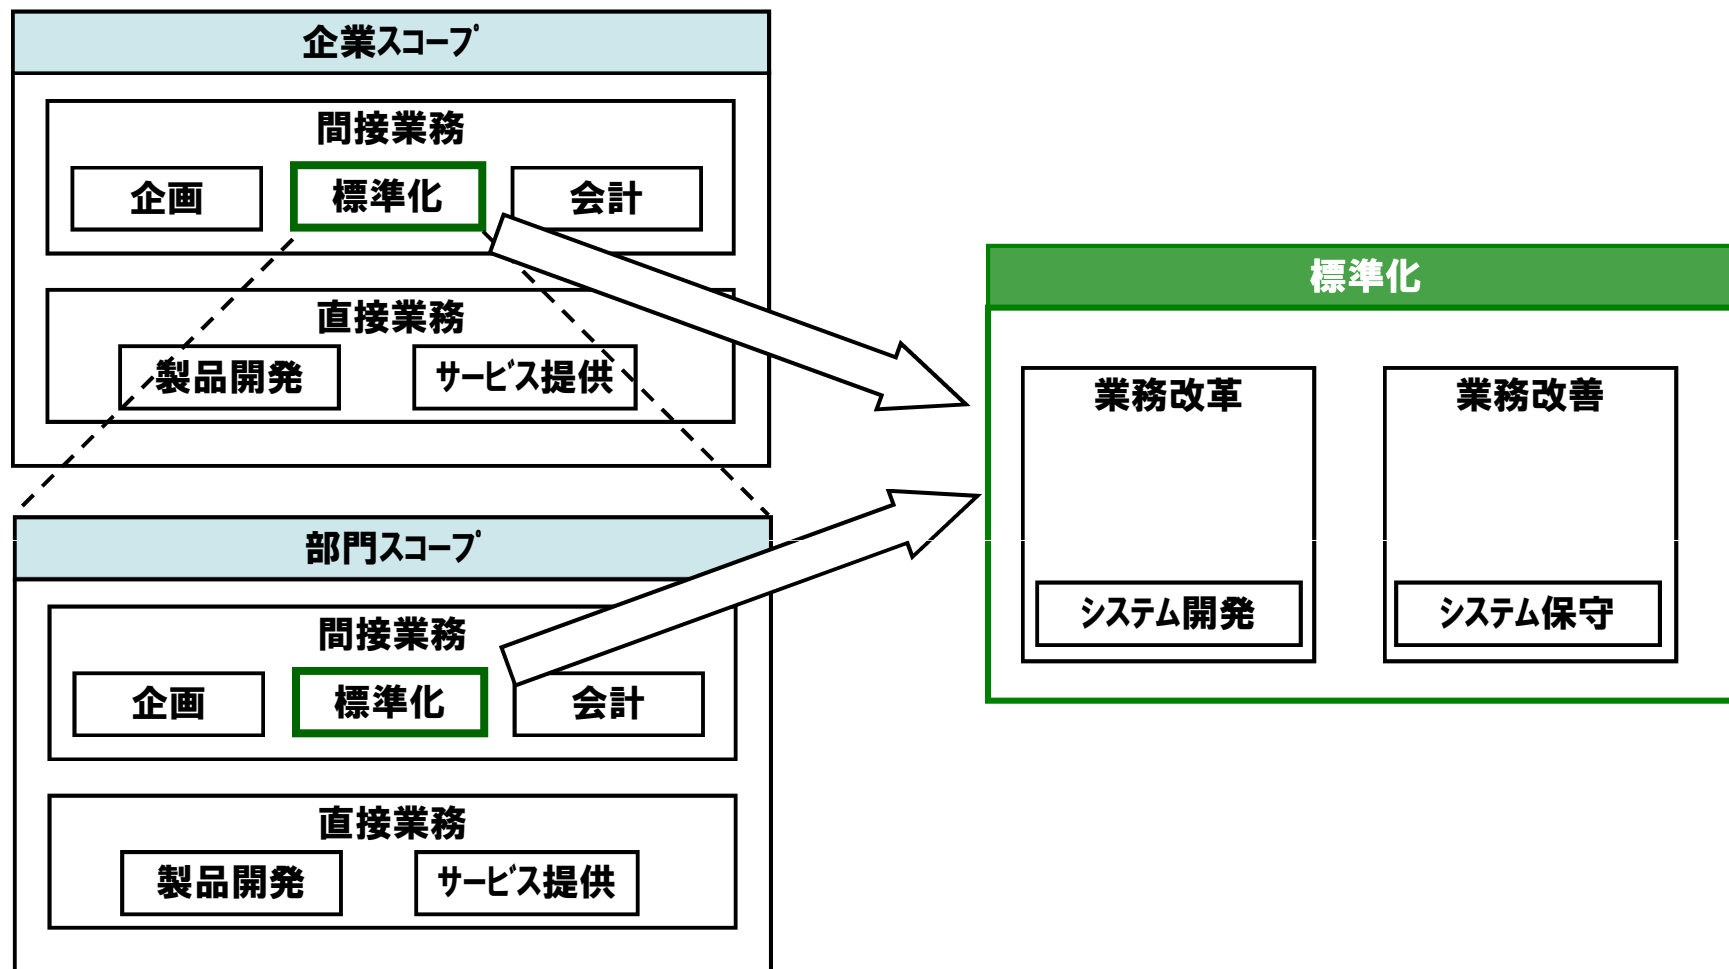 企業ｽｺｰﾌﾟ
間接業務
企画
標準化
会計
直接業務
製品開発
ｻｰﾋﾞｽ提供
部門ｽｺｰﾌﾟ
間接業務
企画
標準化
会計
直接業務
製品開発
ｻｰﾋﾞｽ提供
標準化
業務改革
業務改善
ｼｽﾃﾑ開発
ｼｽﾃﾑ保守